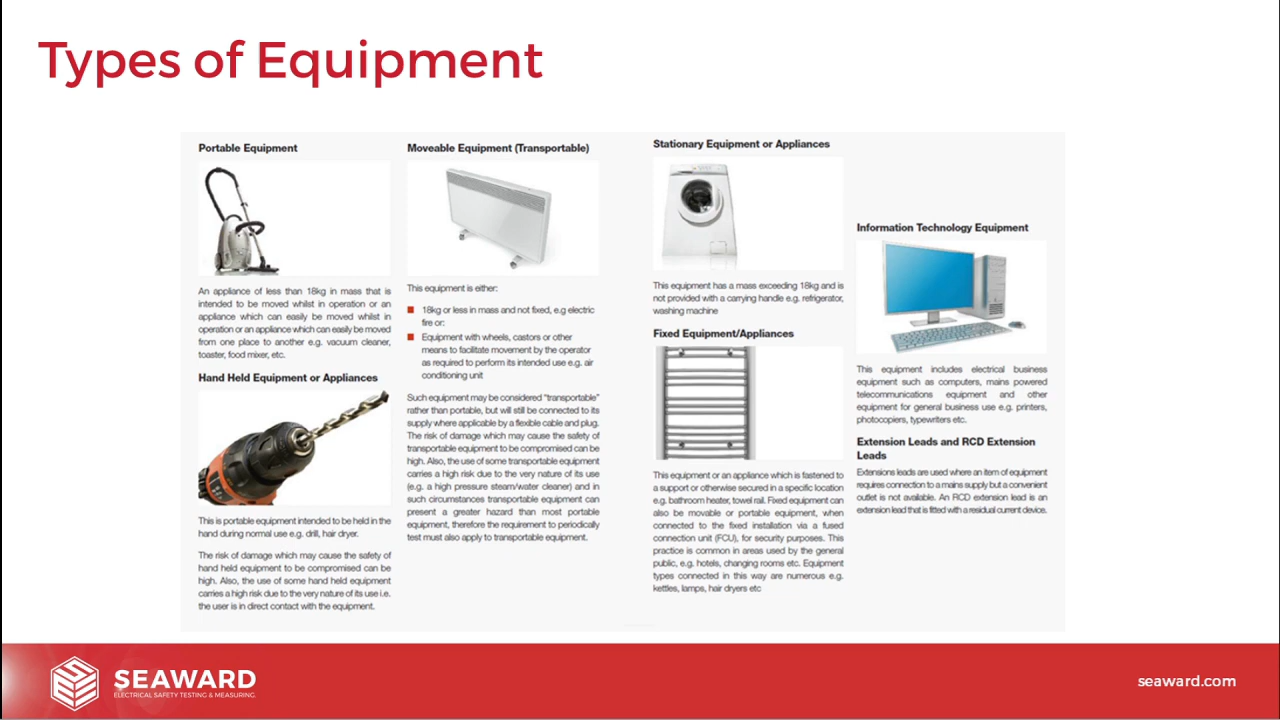 Types of Equipment
Portable Equipment
An appliance of less than 18kg in mass that is
intended to be moved whilst in operation or an
appliance which can easily be moved whilst in
operation or an appliance which can easily be moved
from one place to another e.g. vacuum cleaner,
toaster, food mixer, etc.
Hand Held Equipment or Appliances
This is portable equipment intended to be held in the
hand during normal use e.g. drill, hair dryer.
The risk of damage which may cause the safety of
hand held equipment to be compromised can be
high. Also, the use of some hand held equipment
carries a high risk due to the very nature of its use i.e.
the user is in direct contact with the equipment.
Moveable Equipment (Transportable)
This equipment is either:
18kg or less in mass and not fixed, e.g electric
fire or:
Equipment with wheels, castors or other
means to facilitate movement by the operator
as required to perform its intended use e.g. air
conditioning unit
Such equipment may be considered "transportable"
rather than portable, but will still be connected to its
supply where applicable by a flexible cable and plug.
The risk of damage which may cause the safety of
transportable equipment to be compromised can be
high. Also, the use of some transportable equipment
carries a high risk due to the very nature of its use
(e.g. a high pressure steam/water cleaner) and in
such circumstances transportable equipment can
present a greater hazard than most portable
equipment, therefore the requirement to periodically
test must also apply to transportable equipment.
Stationary Equipment or Appliances
This equipment has a mass exceeding 18kg and is
not provided with a carrying handle e.g. refrigerator,
washing machine
Fixed Equipment/Appliances
This equipment or an appliance which is fastened to
a support or otherwise secured in a specific location
e.g. bathroom heater, towel rail. Fixed equipment can
also be movable or portable equipment, when
connected to the fixed installation via a fused
connection unit (FCU), for security purposes. This
practice is common in areas used by the general
public, e.g. hotels, changing rooms etc. Equipment
types connected in this way are numerous e.g.
kettles, lamps, hair dryers etc
Information Technology Equipment
This equipment includes electrical business
equipment such as computers, mains powered
telecommunications equipment and other
equipment for general business use e.g. printers,
photocopiers, typewriters etc.
Extension Leads and RCD Extension
Leads
Extensions leads are used where an item of equipment
requires connection to a mains supply but a convenient
outlet is not available. An RCD extension lead is an
extension lead that is fitted with a residual current device.
SEAWARD
ELECTRICAL SAFETY TESTING & MEASURING.
seaward.com